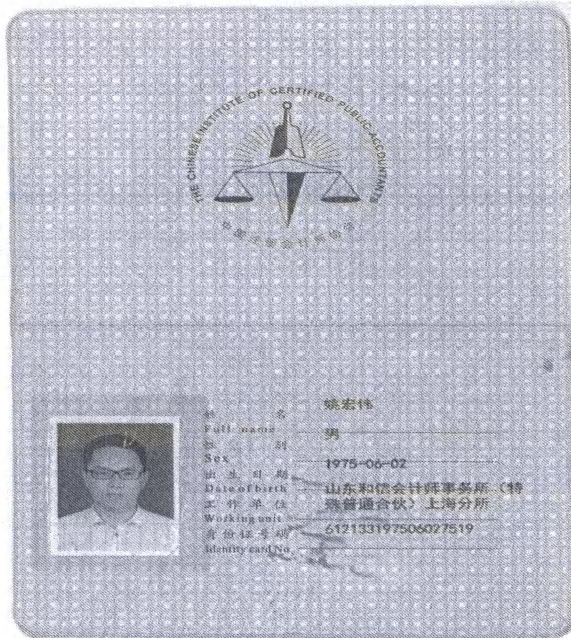 THE CHINESE INSTITUTE OF CERTIFIED PUBLIC ACCOUNTANTS
中国注册会计师协会
姓 名
Full name
姚宏伟
性 别
Sex
男
出 生 日 期
Date of birth
1975-06-02
工 作 单 位
Working unit
山东和信会计师事务所（特
殊普通合伙）上海分所
身 份 证 号 码
Identity card No.
612133197506027519